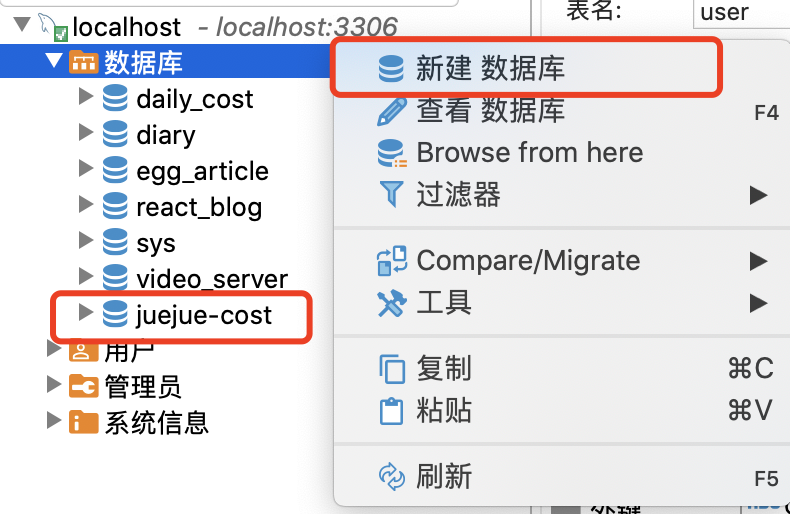 localhost - localhost:3306
数据库
daily_cost
diary
egg_article
react_blog
sys
video_server
juejue-cost
用户
管理员
系统信息
表名: user
新建 数据库
查看 数据库 F4
Browse from here
过滤器
Compare/Migrate
工具
复制 ⌘C
粘贴 ⌘V
刷新 F5
外键